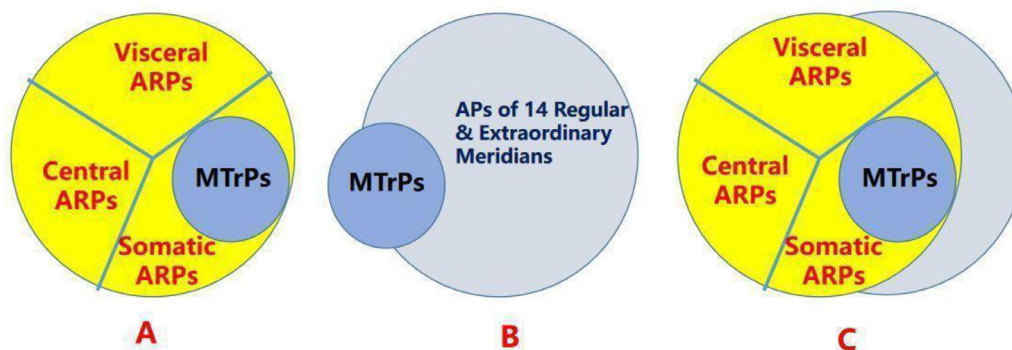 Visceral
ARPs
Central
ARPs
MTrPs
Somatic
ARPs
A
APs of 14 Regular
& Extraordinary
Meridians
MTrPs
B
Visceral
ARPs
Central
ARPs
MTrPs
Somatic
ARPs
C